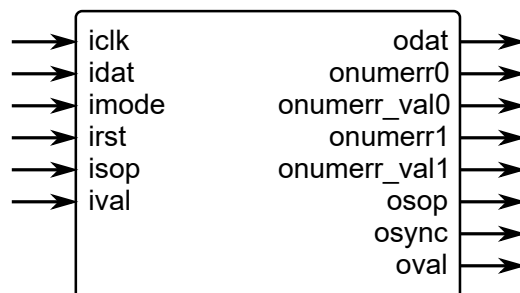 iclk
idat
imode
irst
isop
ival
odat
onumerr0
onumerr_val0
onumerr1
onumerr_val1
osop
osync
oval